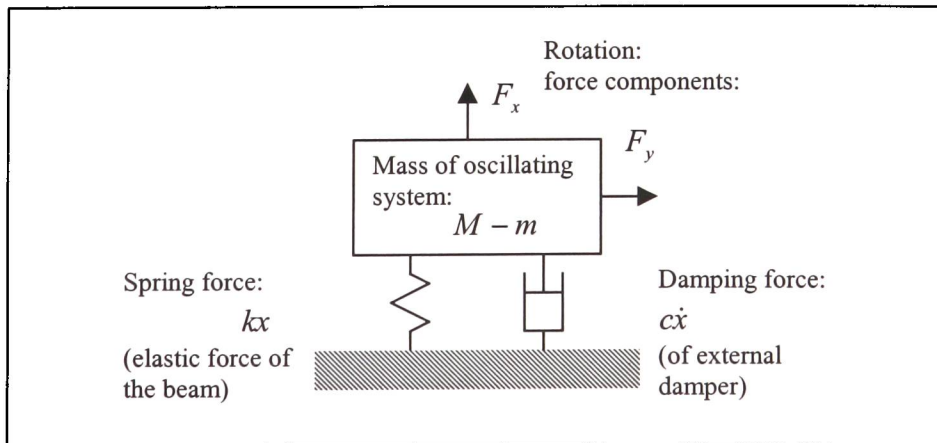 Rotation:
force components:
Fₓ
F_y
Mass of oscillating
system:
M − m
Spring force:
kx
(elastic force of
the beam)
Damping force:
cẋ
(of external
damper)